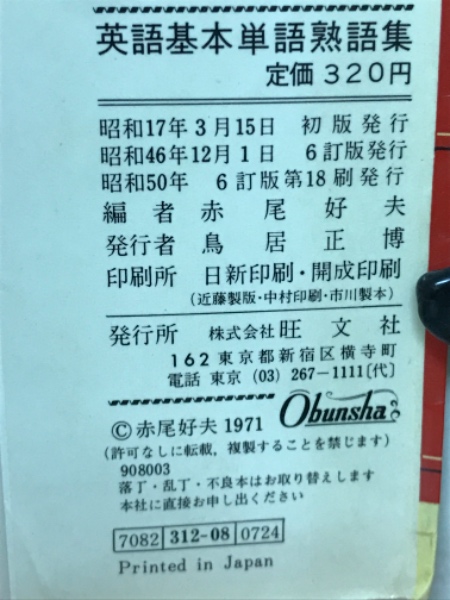 英語基本単語熟語集
定価 320円
昭和17年 3月15日 初版発行
昭和46年12月1日 6訂版発行
昭和50年 6訂版第18刷発行
編者 赤尾好夫
発行者 鳥居正博
印刷所 日新印刷・開成印刷
(近藤製版・中村印刷・市川製本)
発行所 株式会社 旺文社
162 東京都新宿区横寺町
電話 東京 (03) 267-1111〔代〕
Obunsha
©赤尾好夫 1971
(許可なしに転載，複製することを禁じます)
908003
落丁・乱丁・不良本はお取り替えします
本社に直接お申し出ください
7082 312-08 0724
Printed in Japan